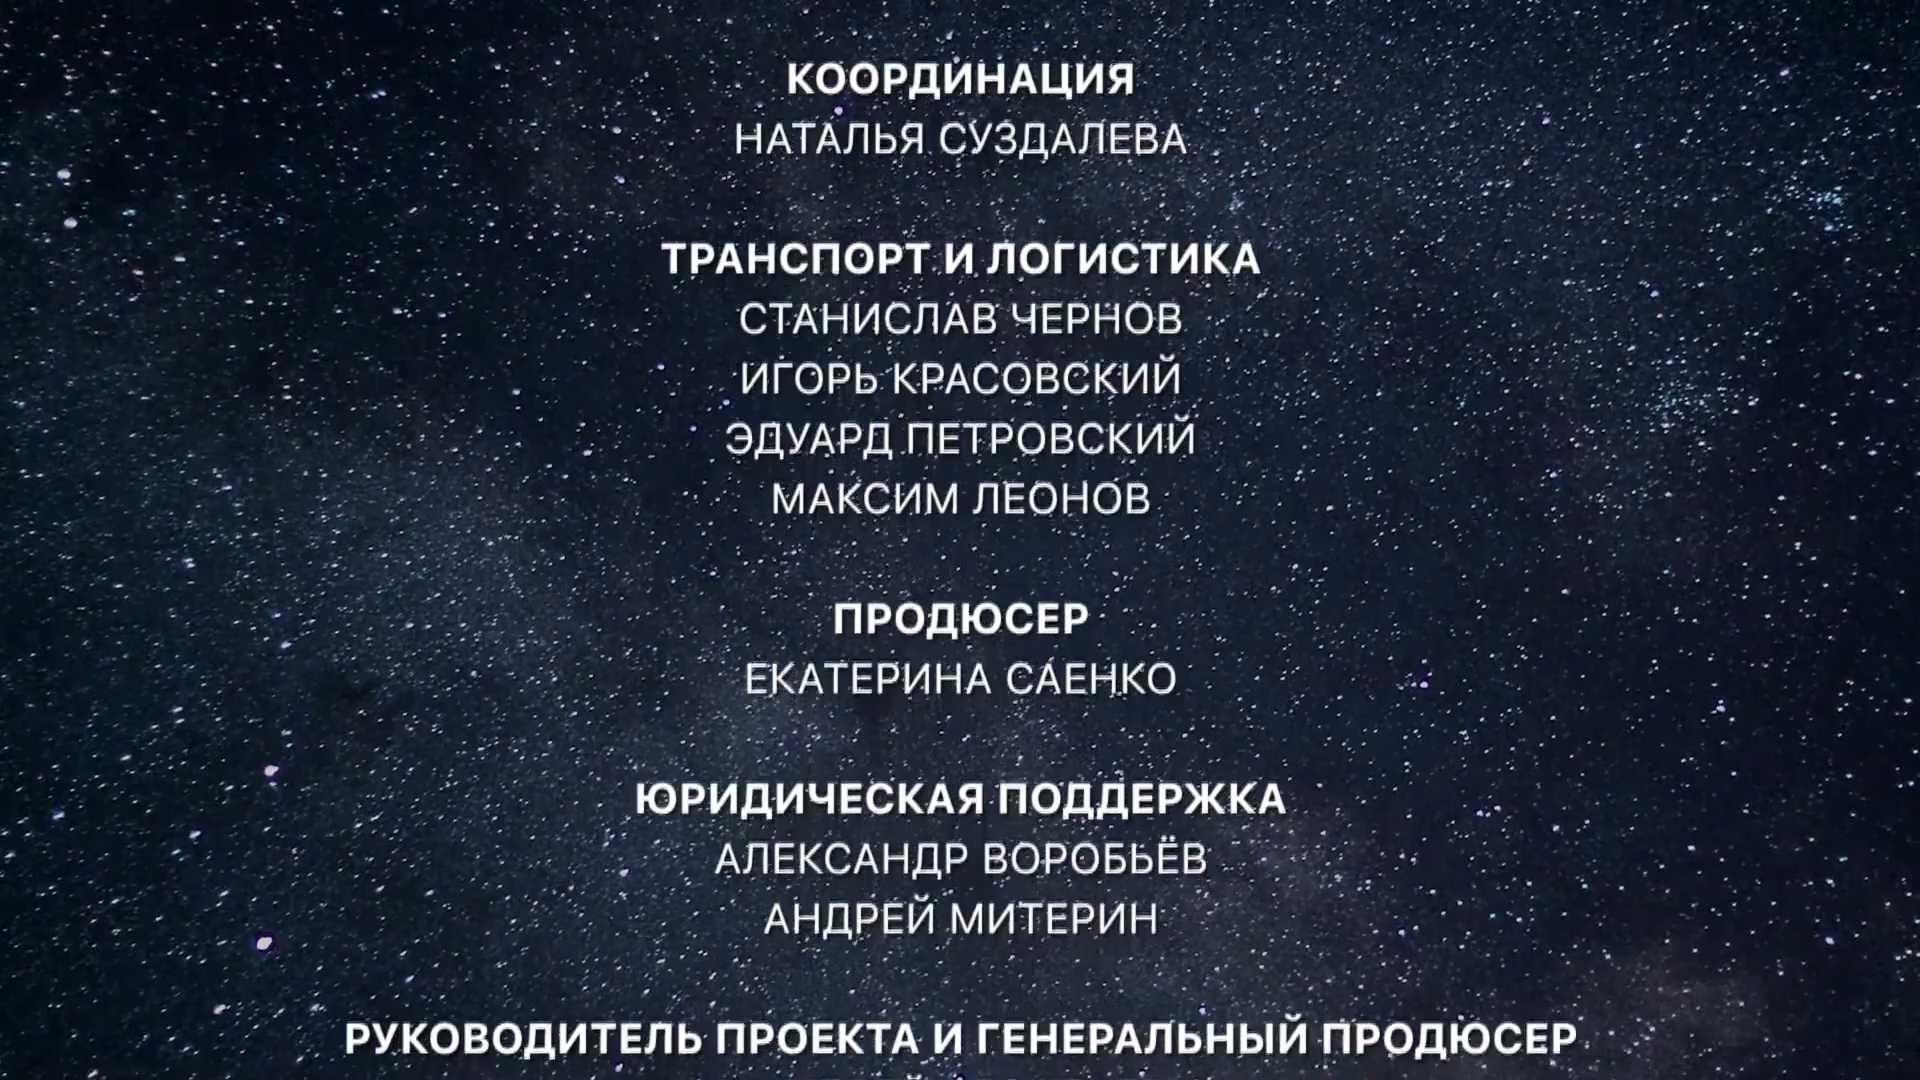 КООРДИНАЦИЯ
НАТАЛЬЯ СУЗДАЛЕВА
ТРАНСПОРТ И ЛОГИСТИКА
СТАНИСЛАВ ЧЕРНОВ
ИГОРЬ КРАСОВСКИЙ
ЭДУАРД ПЕТРОВСКИЙ
МАКСИМ ЛЕОНОВ
ПРОДЮСЕР
ЕКАТЕРИНА САЕНКО
ЮРИДИЧЕСКАЯ ПОДДЕРЖКА
АЛЕКСАНДР ВОРОБЬЁВ
АНДРЕЙ МИТЕРИН
РУКОВОДИТЕЛЬ ПРОЕКТА И ГЕНЕРАЛЬНЫЙ ПРОДЮСЕР